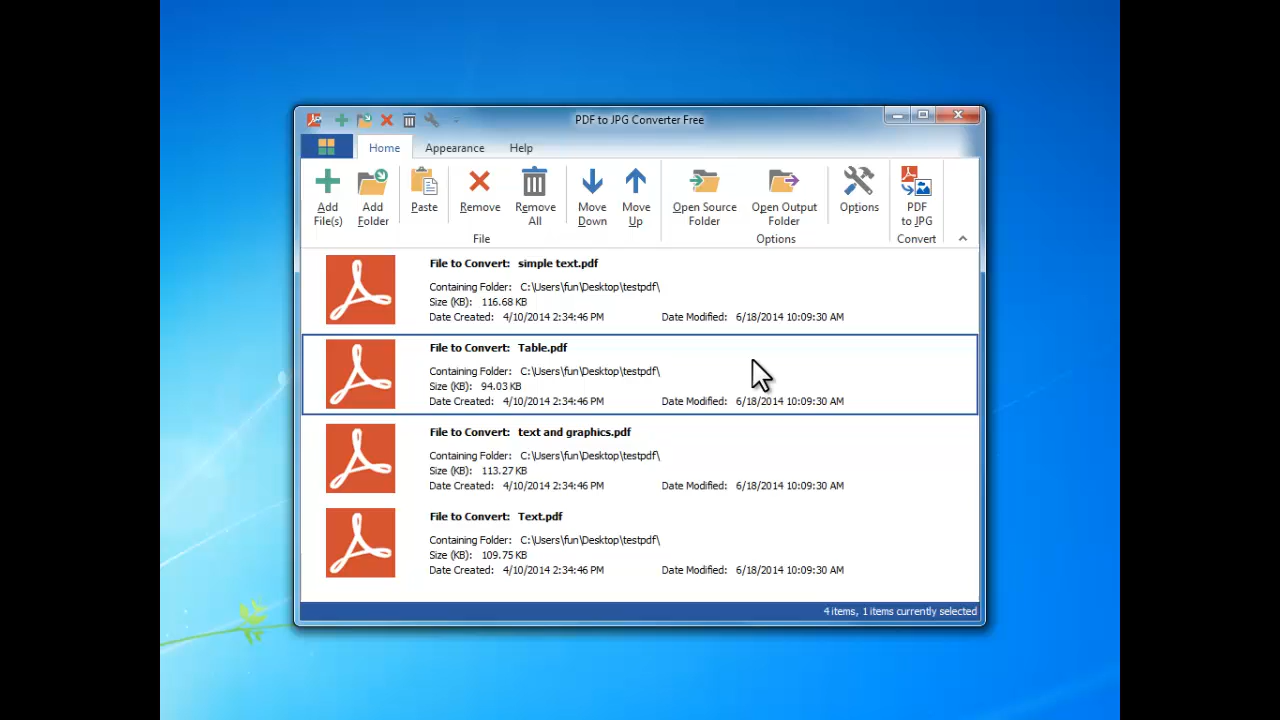 PDF to JPG Converter Free
Home Appearance Help
Add File(s)
Add Folder
Paste
Remove
Remove All
Move Down
Move Up
Open Source Folder
Open Output Folder
Options
PDF to JPG
File Options Convert
File to Convert: simple text.pdf
Containing Folder: C:\Users\fun\Desktop\testpdf\
Size (KB): 116.68 KB
Date Created: 4/10/2014 2:34:46 PM Date Modified: 6/18/2014 10:09:30 AM
File to Convert: Table.pdf
Containing Folder: C:\Users\fun\Desktop\testpdf\
Size (KB): 94.03 KB
Date Created: 4/10/2014 2:34:46 PM Date Modified: 6/18/2014 10:09:30 AM
File to Convert: text and graphics.pdf
Containing Folder: C:\Users\fun\Desktop\testpdf\
Size (KB): 113.27 KB
Date Created: 4/10/2014 2:34:46 PM Date Modified: 6/18/2014 10:09:30 AM
File to Convert: Text.pdf
Containing Folder: C:\Users\fun\Desktop\testpdf\
Size (KB): 109.75 KB
Date Created: 4/10/2014 2:34:46 PM Date Modified: 6/18/2014 10:09:30 AM
4 items, 1 items currently selected